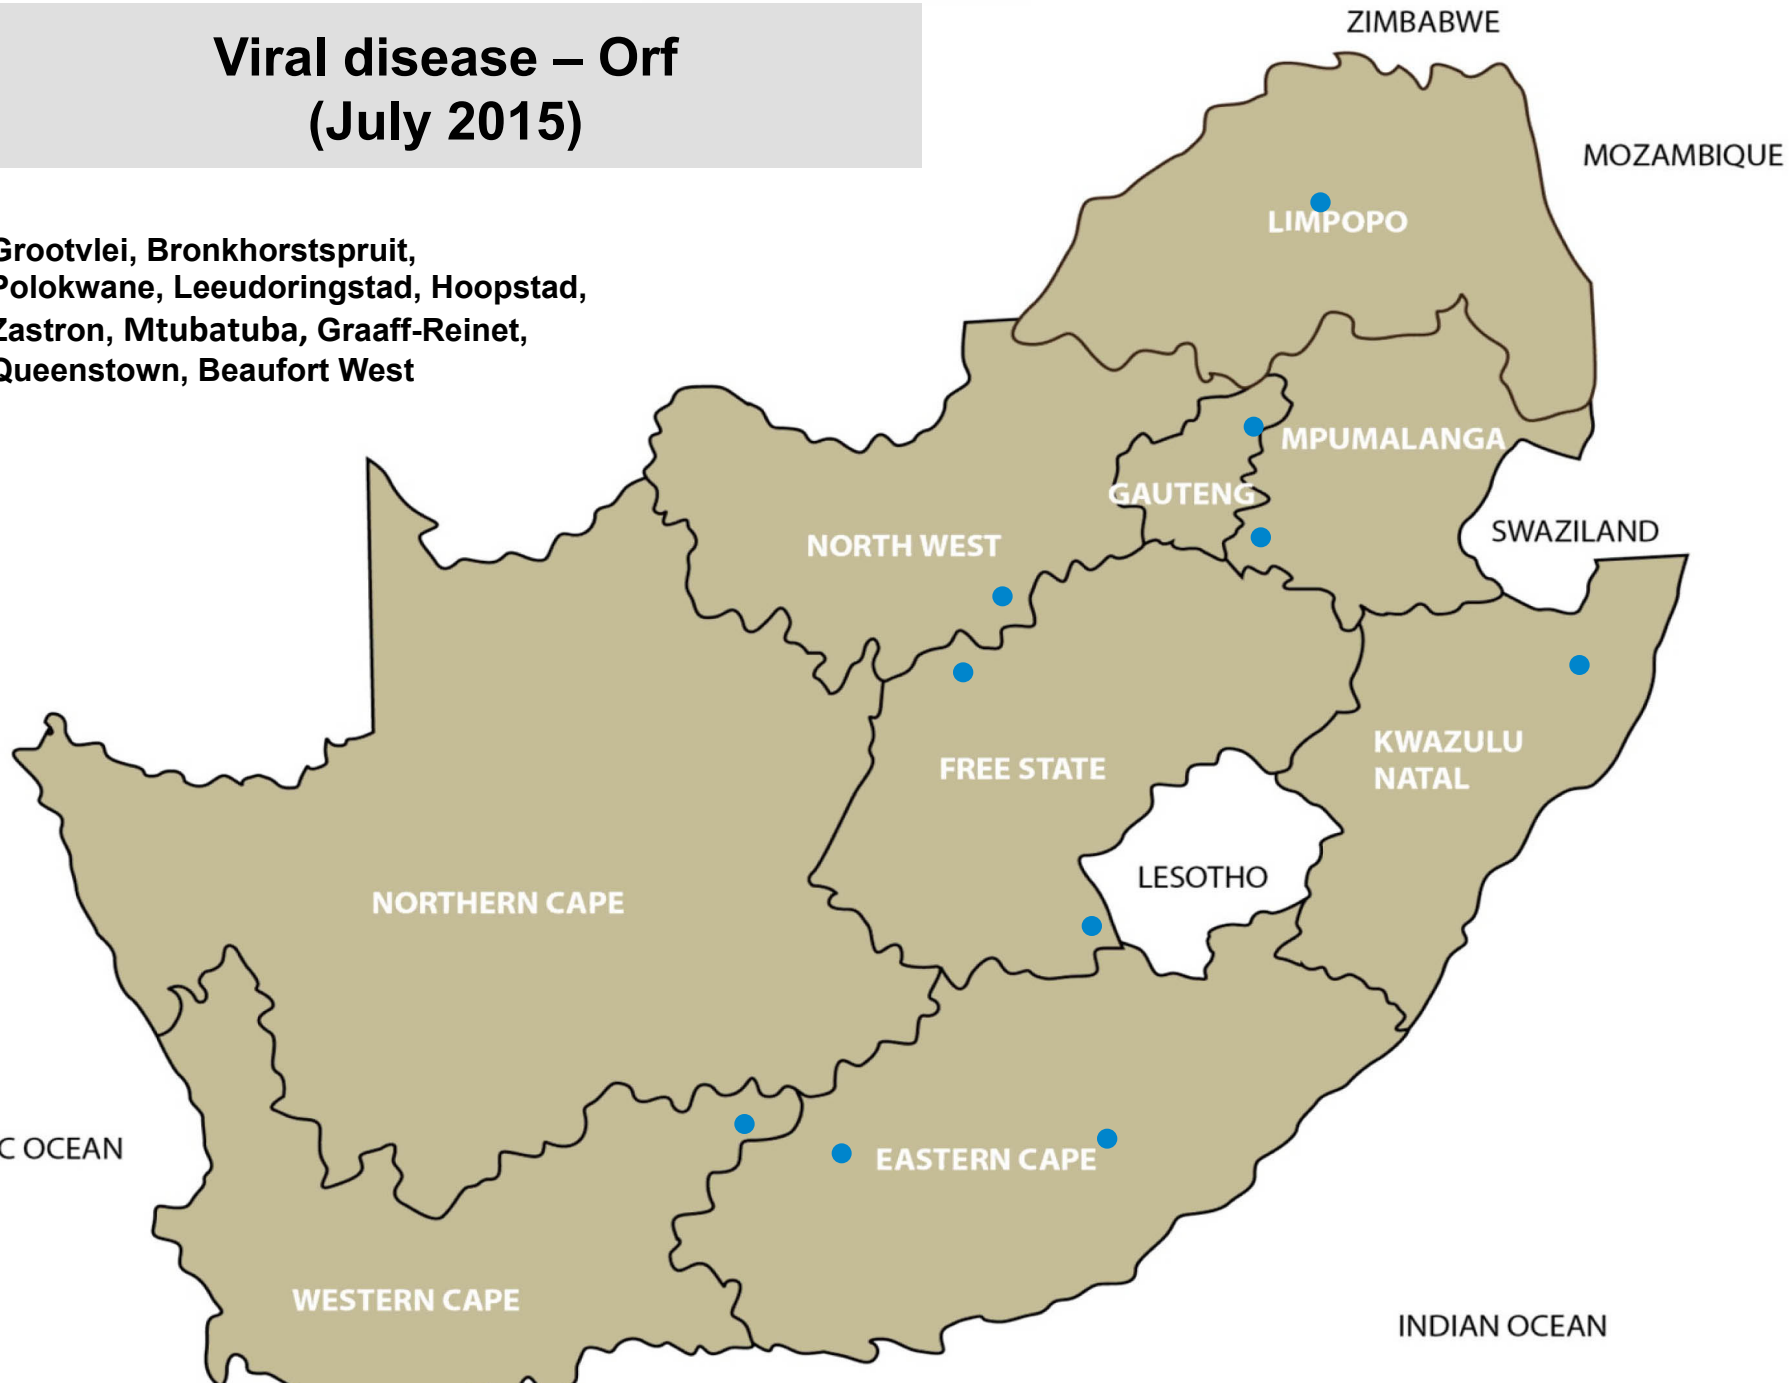 Viral disease – Orf
(July 2015)
Grootvlei, Bronkhorstspruit,
Polokwane, Leeudoringstad, Hoopstad,
Zastron, Mtubatuba, Graaff-Reinet,
Queenstown, Beaufort West
ZIMBABWE
MOZAMBIQUE
LIMPOPO
MPUMALANGA
GAUTENG
SWAZILAND
NORTH WEST
KWAZULU
NATAL
FREE STATE
LESOTHO
NORTHERN CAPE
C OCEAN
EASTERN CAPE
WESTERN CAPE
INDIAN OCEAN